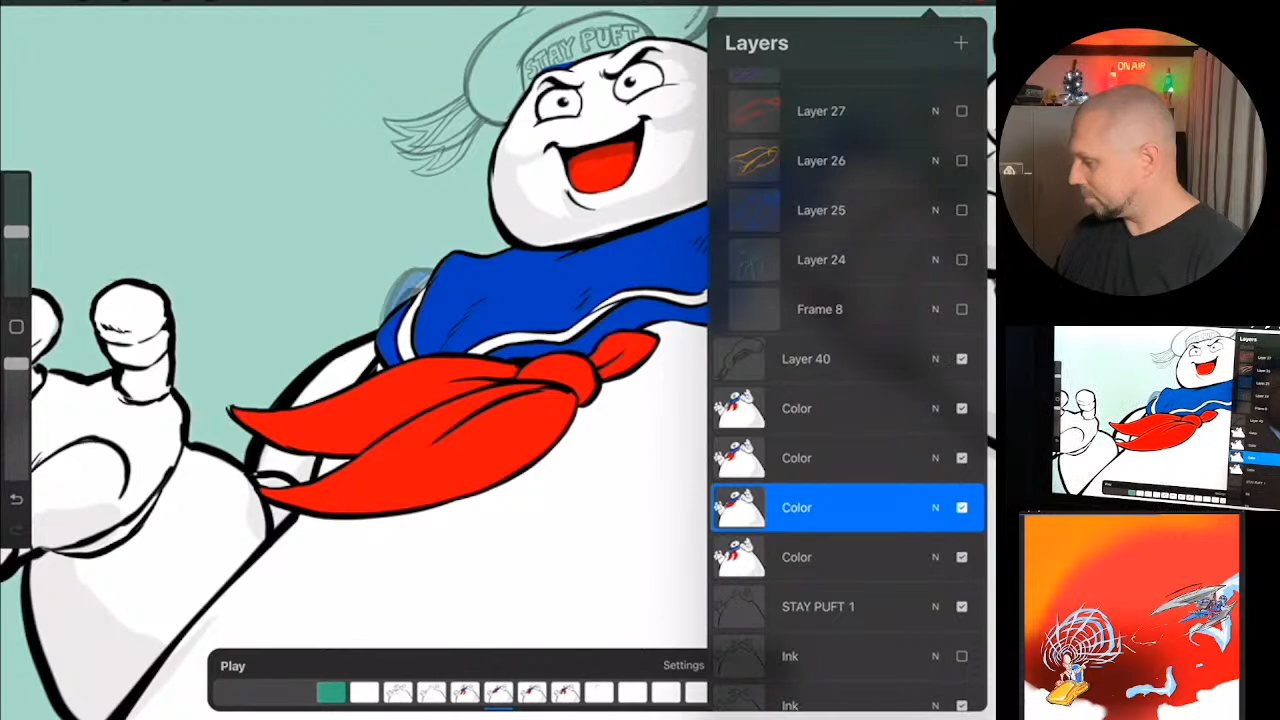 STAY PUFT
Layers
Layer 27
N
Layer 26
N
Layer 25
N
Layer 24
N
Frame 8
N
Layer 40
N
Color
N
Color
N
Color
N
Color
N
STAY PUFT 1
N
Ink
N
Ink
N
Play
Settings
ON AIR
Layers